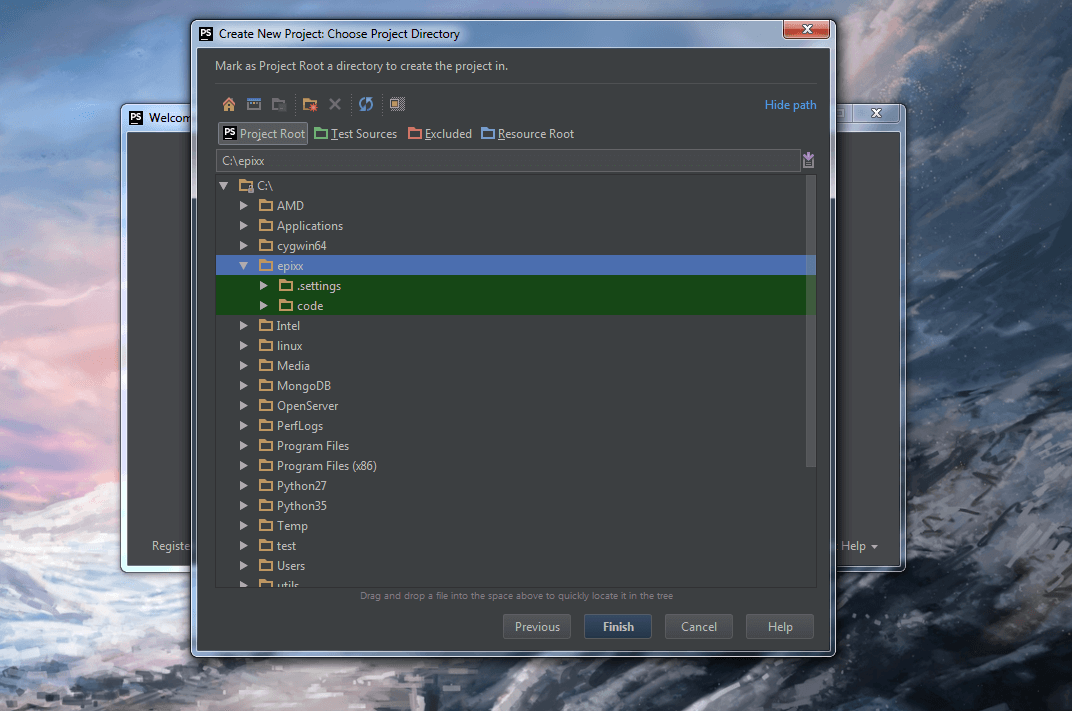 PS Create New Project: Choose Project Directory
Mark as Project Root a directory to create the project in.
PS Welcom
Hide path
PS Project Root Test Sources Excluded Resource Root
C:\epixx
C:\
AMD
Applications
cygwin64
epixx
.settings
code
Intel
linux
Media
MongoDB
OpenServer
PerfLogs
Program Files
Program Files (x86)
Python27
Python35
Temp
test
Users
utils
Registe
Help
Drag and drop a file into the space above to quickly locate it in the tree
Previous Finish Cancel Help